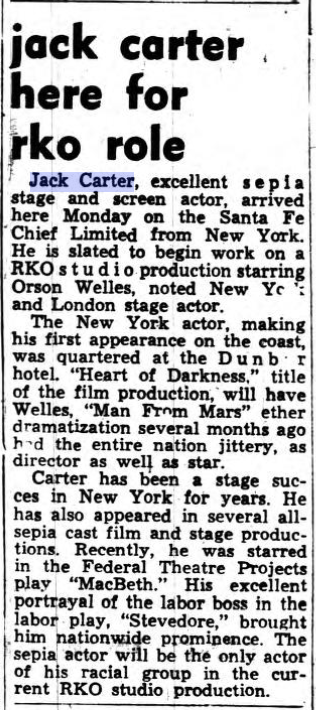 jack carter
here for
rko role
Jack Carter, excellent sepia
stage and screen actor, arrived
here Monday on the Santa Fe
Chief Limited from New York.
He is slated to begin work on a
RKO studio production starring
Orson Welles, noted New
and London stage actor.
The New York actor, making
his first appearance on the coast,
was quartered at the
hotel. "Heart of Darkness," title
of the film production, will have
Welles, "Man From Mars" ether
dramatization several months ago
the entire nation jittery, as
director as well as star.
Carter has been a stage suc-
ces in New York for years. He
has also appeared in several all-
sepia cast film and stage produc-
tions. Recently, he was starred
in the Federal Theatre Projects
play "MacBeth." His excellent
portrayal of the labor boss in the
labor play, "Stevedore," brought
him nationwide prominence. The
sepia actor will be the only actor
of his racial group in the cur-
rent RKO studio production.